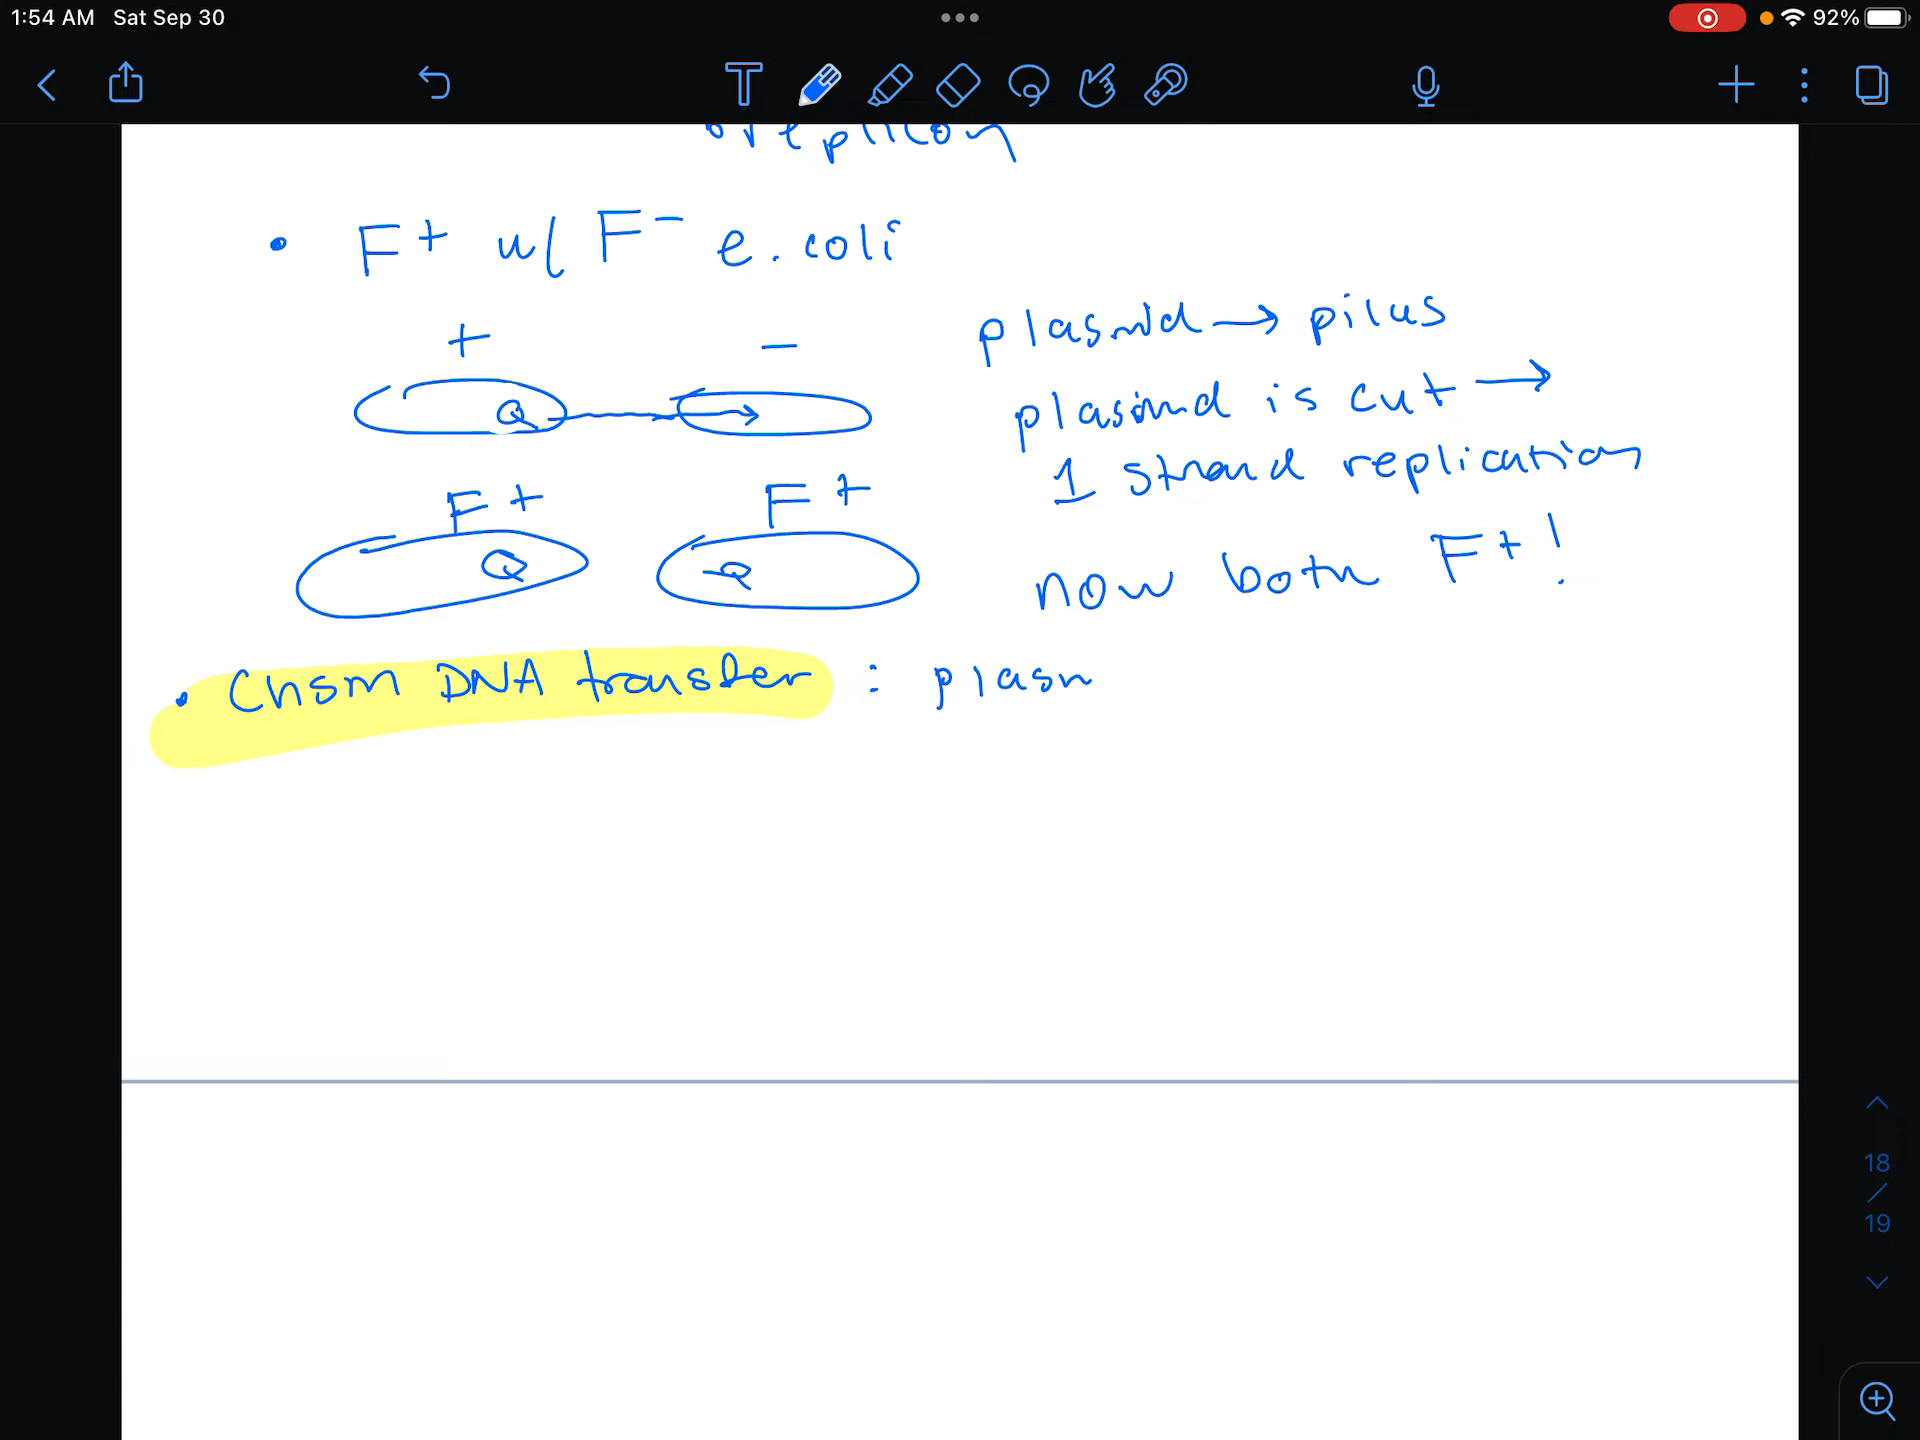 1:54 AM Sat Sep 30
92%
replicon
• F+ w/ F- e.coli
+ -
plasmid → pilus
plasmid is cut →
1 strand replication
F+ F+
now both F+!
• Chsm DNA transfer : plasm
18
/
19